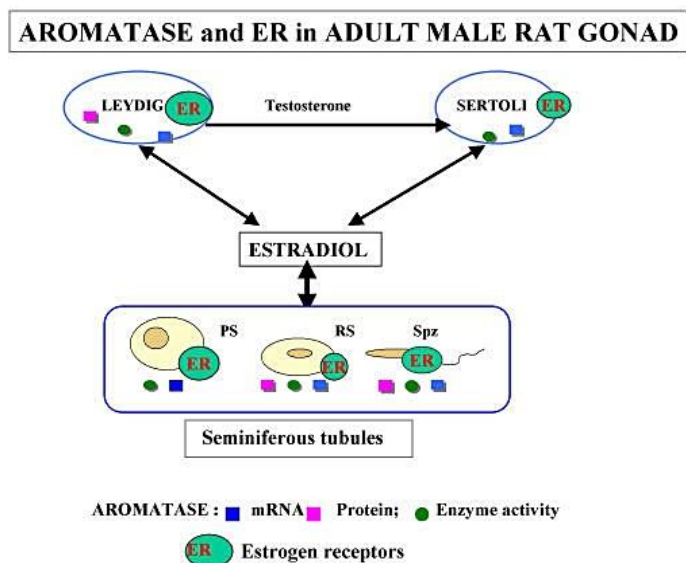 AROMATASE and ER in ADULT MALE RAT GONAD
LEYDIG ER Testosterone SERTOLI ER
ESTRADIOL
PS RS Spz
ER ER ER
Seminiferous tubules
AROMATASE : mRNA Protein; Enzyme activity
ER Estrogen receptors